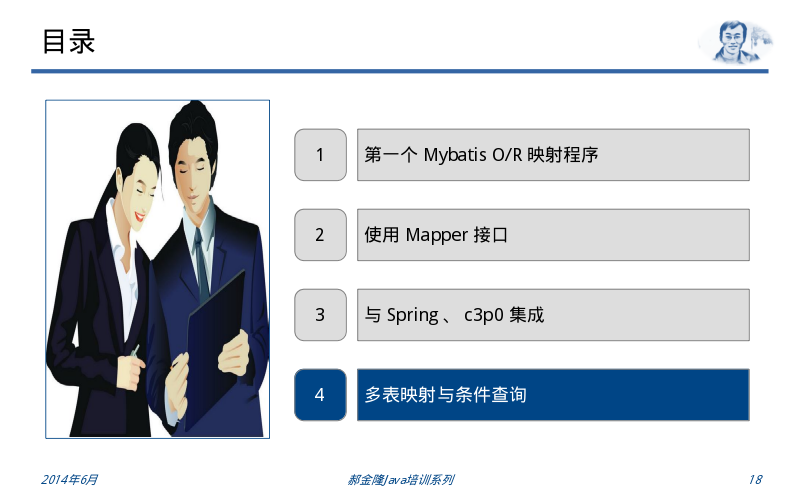 目录
1
第一个 Mybatis O/R 映射程序
2
使用 Mapper 接口
3
与 Spring 、 c3p0 集成
4
多表映射与条件查询
2014年6月
郝金隆Java培训系列
18